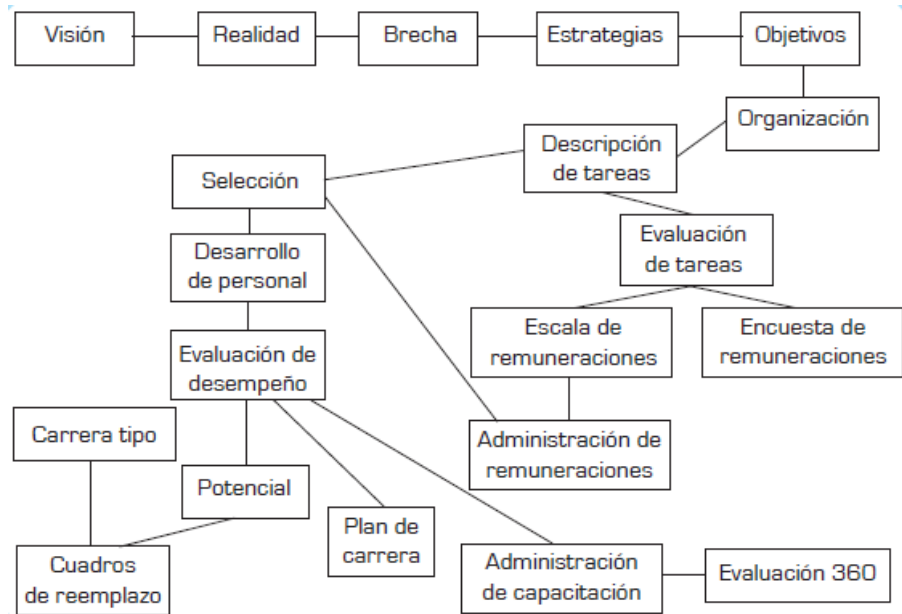 Visión
Realidad
Brecha
Estrategias
Objetivos
Organización
Descripción
de tareas
Selección
Evaluación
de tareas
Desarrollo
de personal
Escala de
remuneraciones
Encuesta de
remuneraciones
Evaluación de
desempeño
Carrera tipo
Administración de
remuneraciones
Potencial
Plan de
carrera
Cuadros
de reemplazo
Administración
de capacitación
Evaluación 360